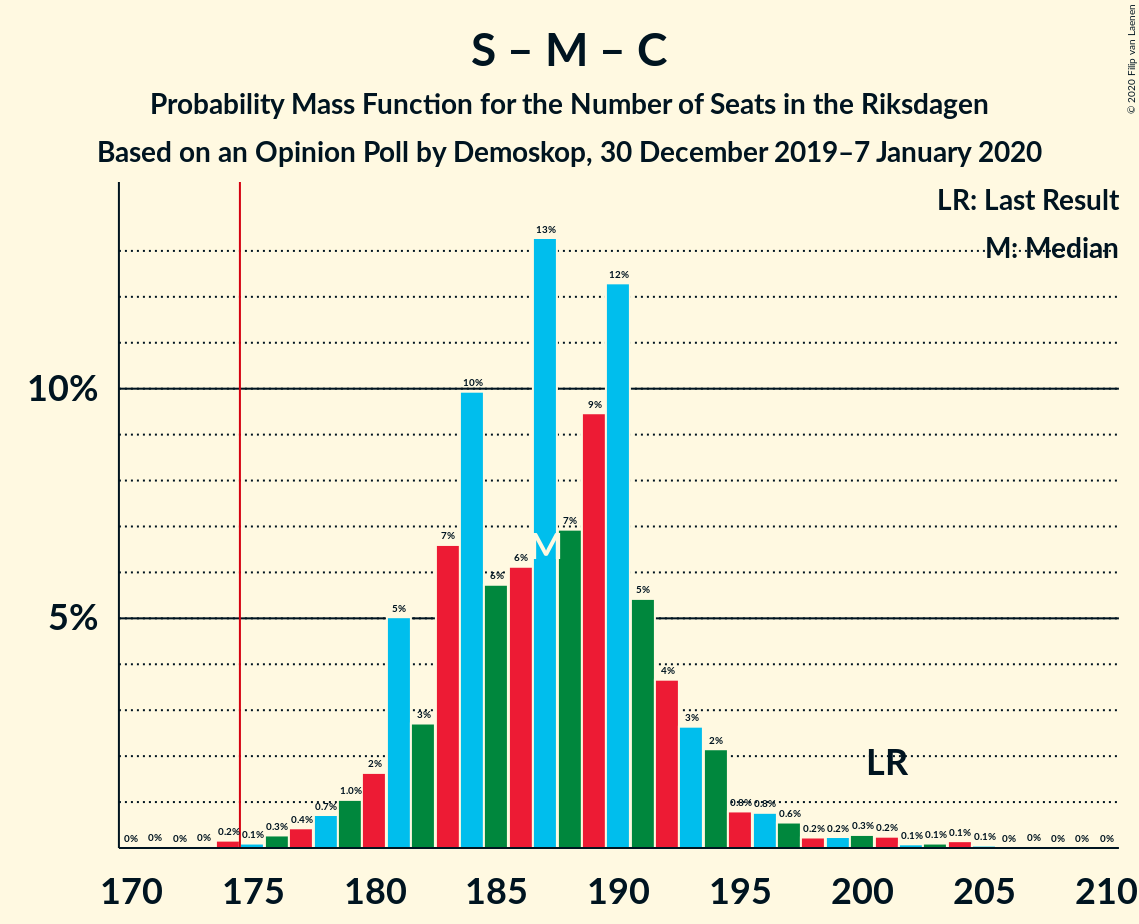 S – M – C
Probability Mass Function for the Number of Seats in the Riksdagen
Based on an Opinion Poll by Demoskop, 30 December 2019–7 January 2020
© 2020 Filip van Laenen
LR: Last Result
M: Median
10%
5%
0% 0% 0% 0% 0.2% 0.1% 0.3% 0.4% 0.7% 1.0% 2% 5% 3% 7% 10% 6% 6% 13% 7% 9% 12% 5% 4% 3% 2% 0.8% 0.8% 0.6% 0.2% 0.2% 0.3% 0.2% 0.1% 0.1% 0.1% 0.1% 0% 0% 0% 0% 0%
M
LR
170 175 180 185 190 195 200 205 210